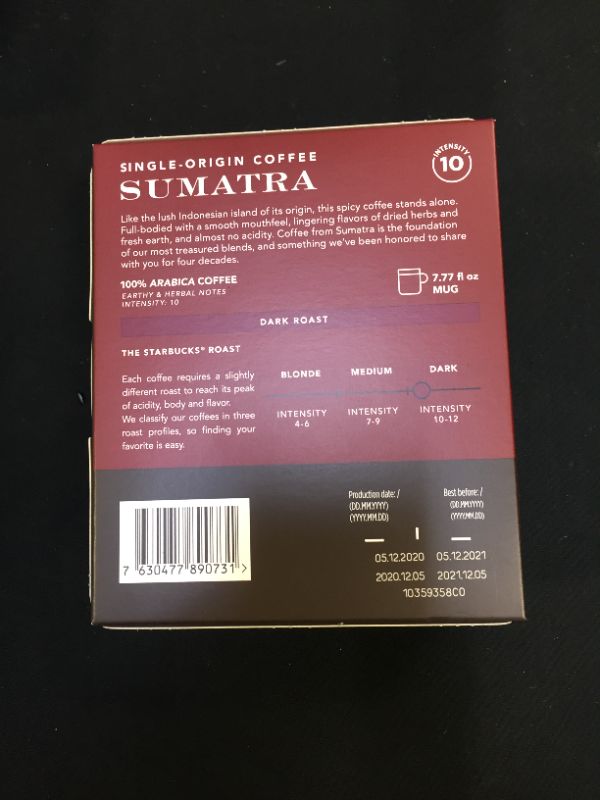 SINGLE-ORIGIN COFFEE
SUMATRA
INTENSITY
10
Like the lush Indonesian island of its origin, this spicy coffee stands alone.
Full-bodied with a smooth mouthfeel, lingering flavors of dried herbs and
fresh earth, and almost no acidity. Coffee from Sumatra is the foundation
of our most treasured blends, and something we've been honored to share
with you for four decades.
100% ARABICA COFFEE
EARTHY & HERBAL NOTES
INTENSITY: 10
7.77 fl oz
MUG
DARK ROAST
THE STARBUCKS® ROAST
Each coffee requires a slightly
different roast to reach its peak
of acidity, body and flavor.
We classify our coffees in three
roast profiles, so finding your
favorite is easy.
BLONDE MEDIUM DARK
INTENSITY INTENSITY INTENSITY
4-6 7-9 10-12
Production date: / Best before: /
(DD.MM.YYYY) (DD.MM.YYYY)
(YYYY.MM.DD) (YYYY.MM.DD)
05.12.2020 05.12.2021
2020.12.05 2021.12.05
10359358C0
7 630477 890731 >